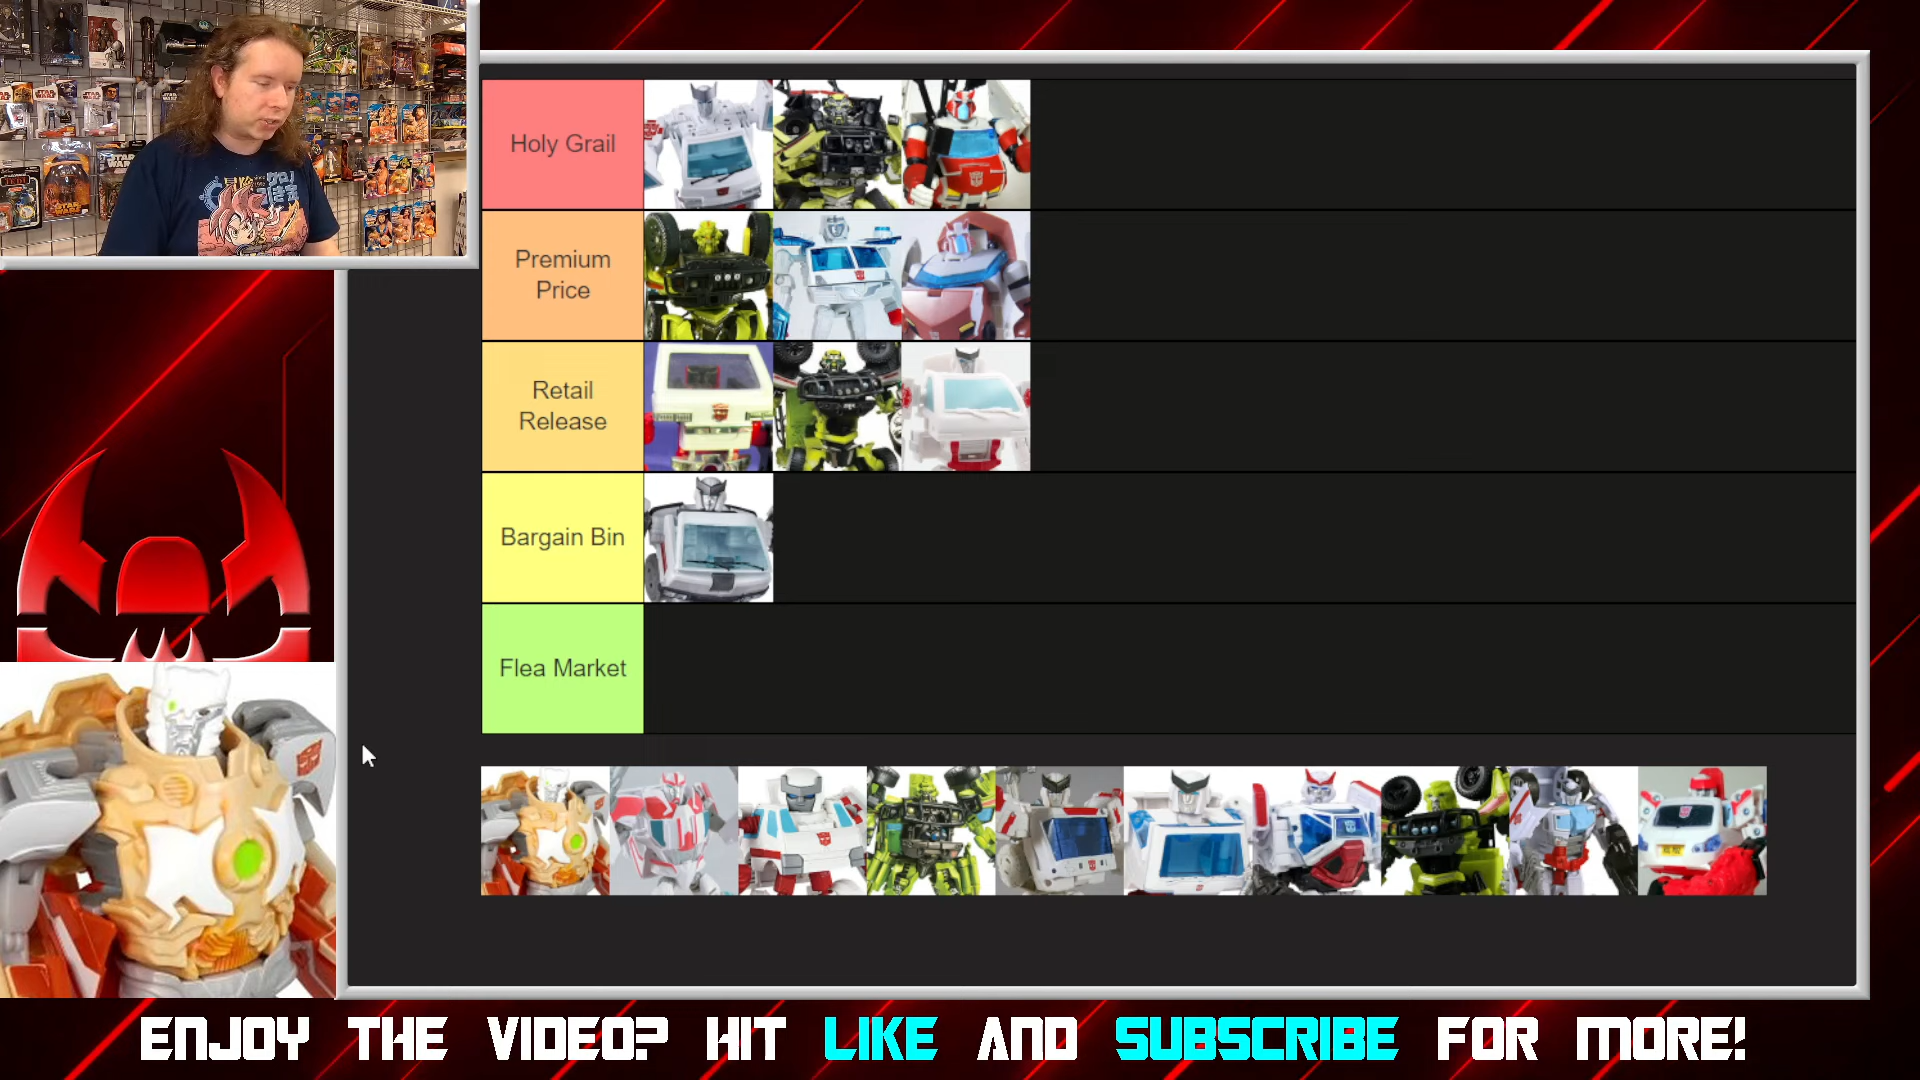 Holy Grail
Premium
Price
Retail
Release
Bargain Bin
Flea Market
ENJOY THE VIDEO? HIT LIKE AND SUBSCRIBE FOR MORE!